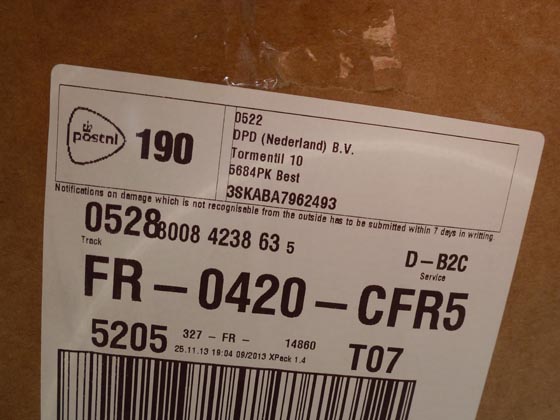 postnl
190
0522
DPD (Nederland) B.V.
Tormentil 10
5684PK Best
3SKABA7962493
Notifications on damage which is not recognisable from the outside has to be submitted within 7 days in writting
0528 8008 4238 63 5
Track
D-B2C
Service
FR-0420-CFR5
5205
327-FR- 14860
25.11.13 19:04 09/2013 XPack 1.4
T07